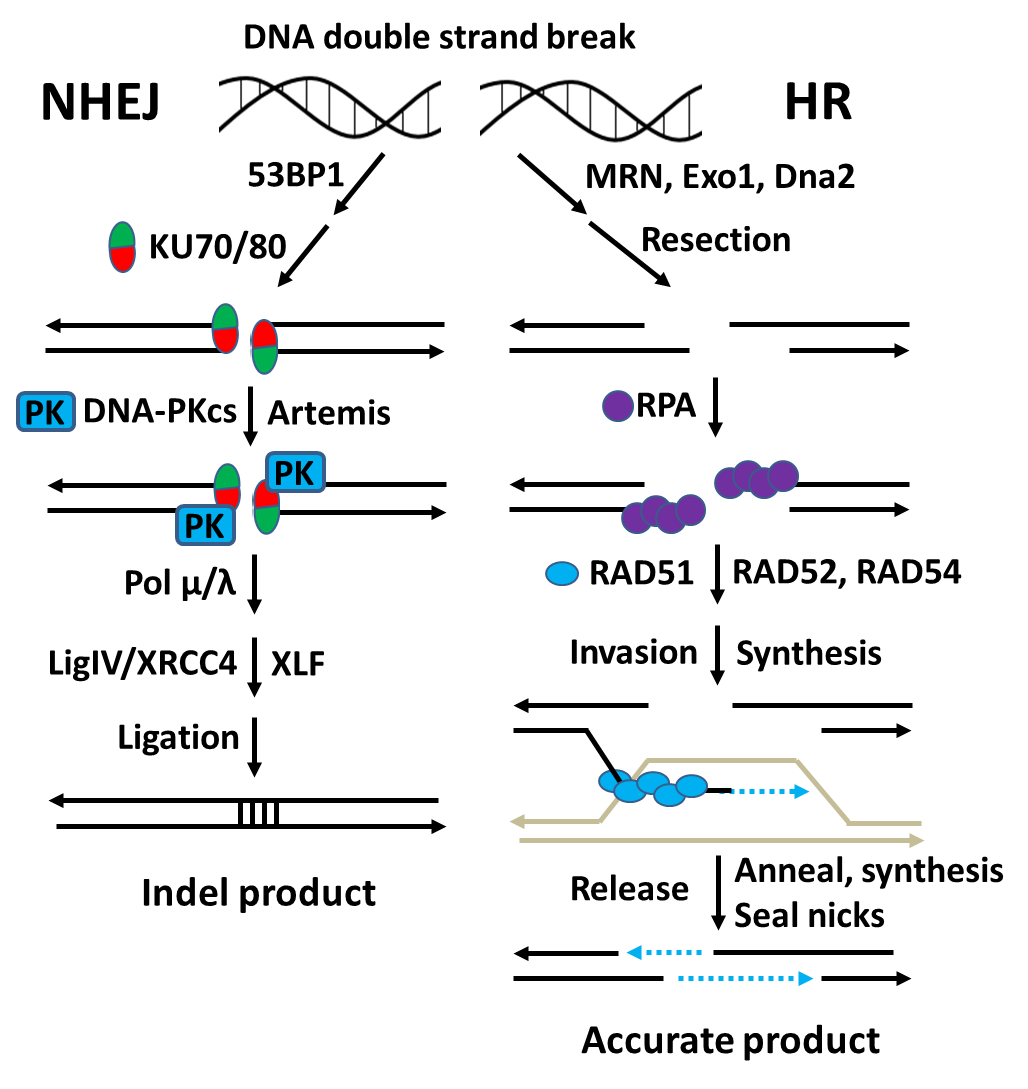 DNA double strand break
NHEJ
HR
53BP1
MRN, Exo1, Dna2
KU70/80
Resection
PK DNA-PKcs Artemis
RPA
PK
PK
Pol μ/λ
RAD51 RAD52, RAD54
LigIV/XRCC4 XLF
Invasion Synthesis
Ligation
Indel product
Release
Anneal, synthesis
Seal nicks
Accurate product